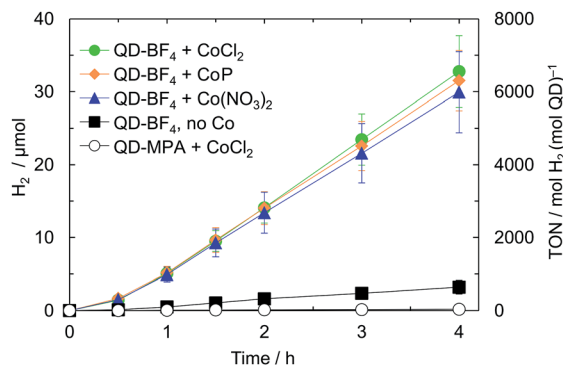 40
30
20
10
0
H₂ / μmol
QD-BF₄ + CoCl₂
QD-BF₄ + CoP
QD-BF₄ + Co(NO₃)₂
QD-BF₄, no Co
QD-MPA + CoCl₂
8000
6000
4000
2000
0
TON / mol H₂ (mol QD)⁻¹
0 1 2 3 4
Time / h